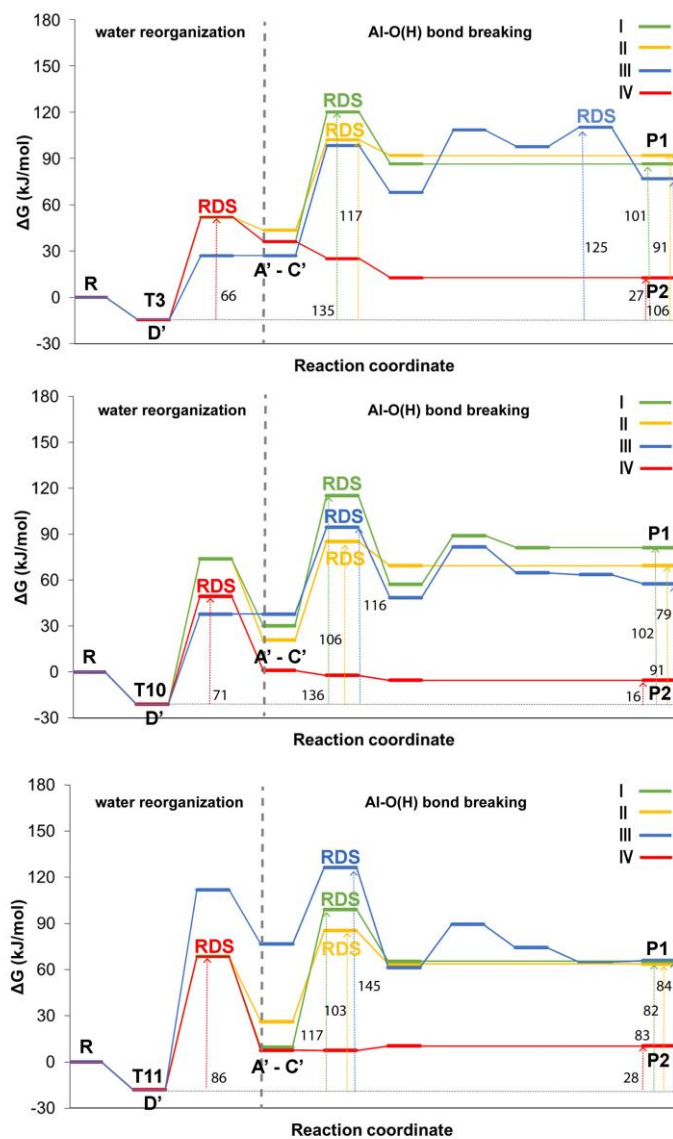 180
150
120
90
60
30
0
-30
ΔG (kJ/mol)
water reorganization
Al-O(H) bond breaking
I
II
III
IV
R
T3
D'
RDS
66
A' - C'
RDS
RDS
117
135
RDS
125
P1
101
91
27
P2
106
Reaction coordinate
180
150
120
90
60
30
0
-30
ΔG (kJ/mol)
water reorganization
Al-O(H) bond breaking
I
II
III
IV
R
T10
D'
RDS
71
A' - C'
RDS
RDS
RDS
116
106
136
P1
79
102
91
P2
16
Reaction coordinate
180
150
120
90
60
30
0
-30
ΔG (kJ/mol)
water reorganization
Al-O(H) bond breaking
I
II
III
IV
R
T11
D'
RDS
86
A' - C'
RDS
RDS
RDS
145
103
117
P1
84
82
83
P2
28
Reaction coordinate